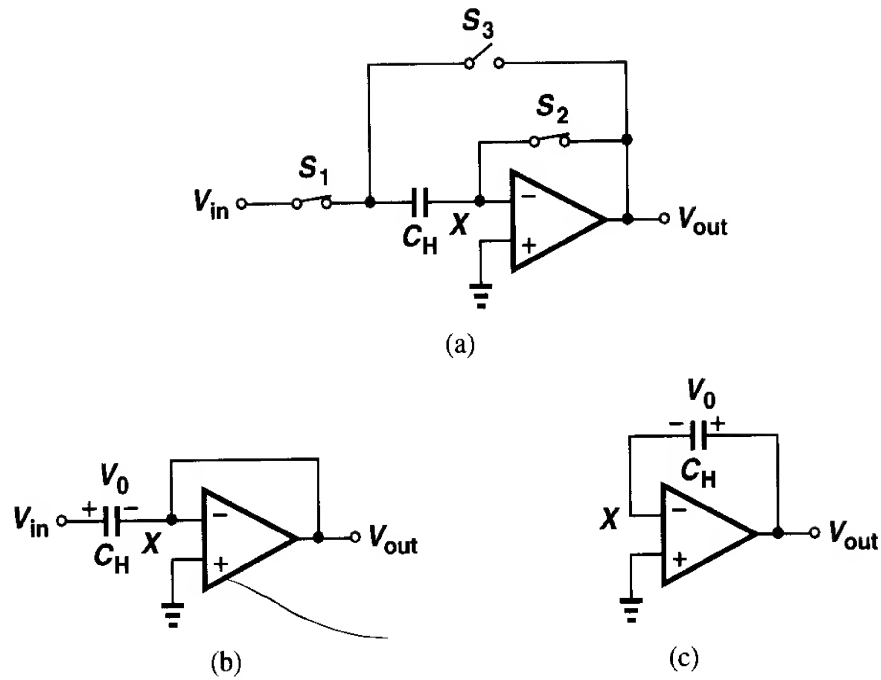 S3
S2
S1
Vin
CH
X
−
+
Vout
(a)
V0
+ −
Vin
CH
X
−
+
Vout
(b)
V0
− +
CH
X
−
+
Vout
(c)